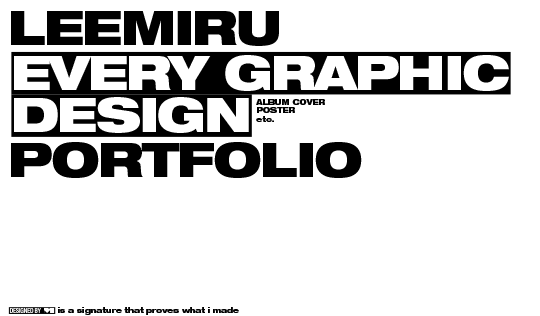 LEEMIRU
EVERY GRAPHIC
DESIGN
ALBUM COVER
POSTER
etc.
PORTFOLIO
DESIGNED BY is a signature that proves what i made